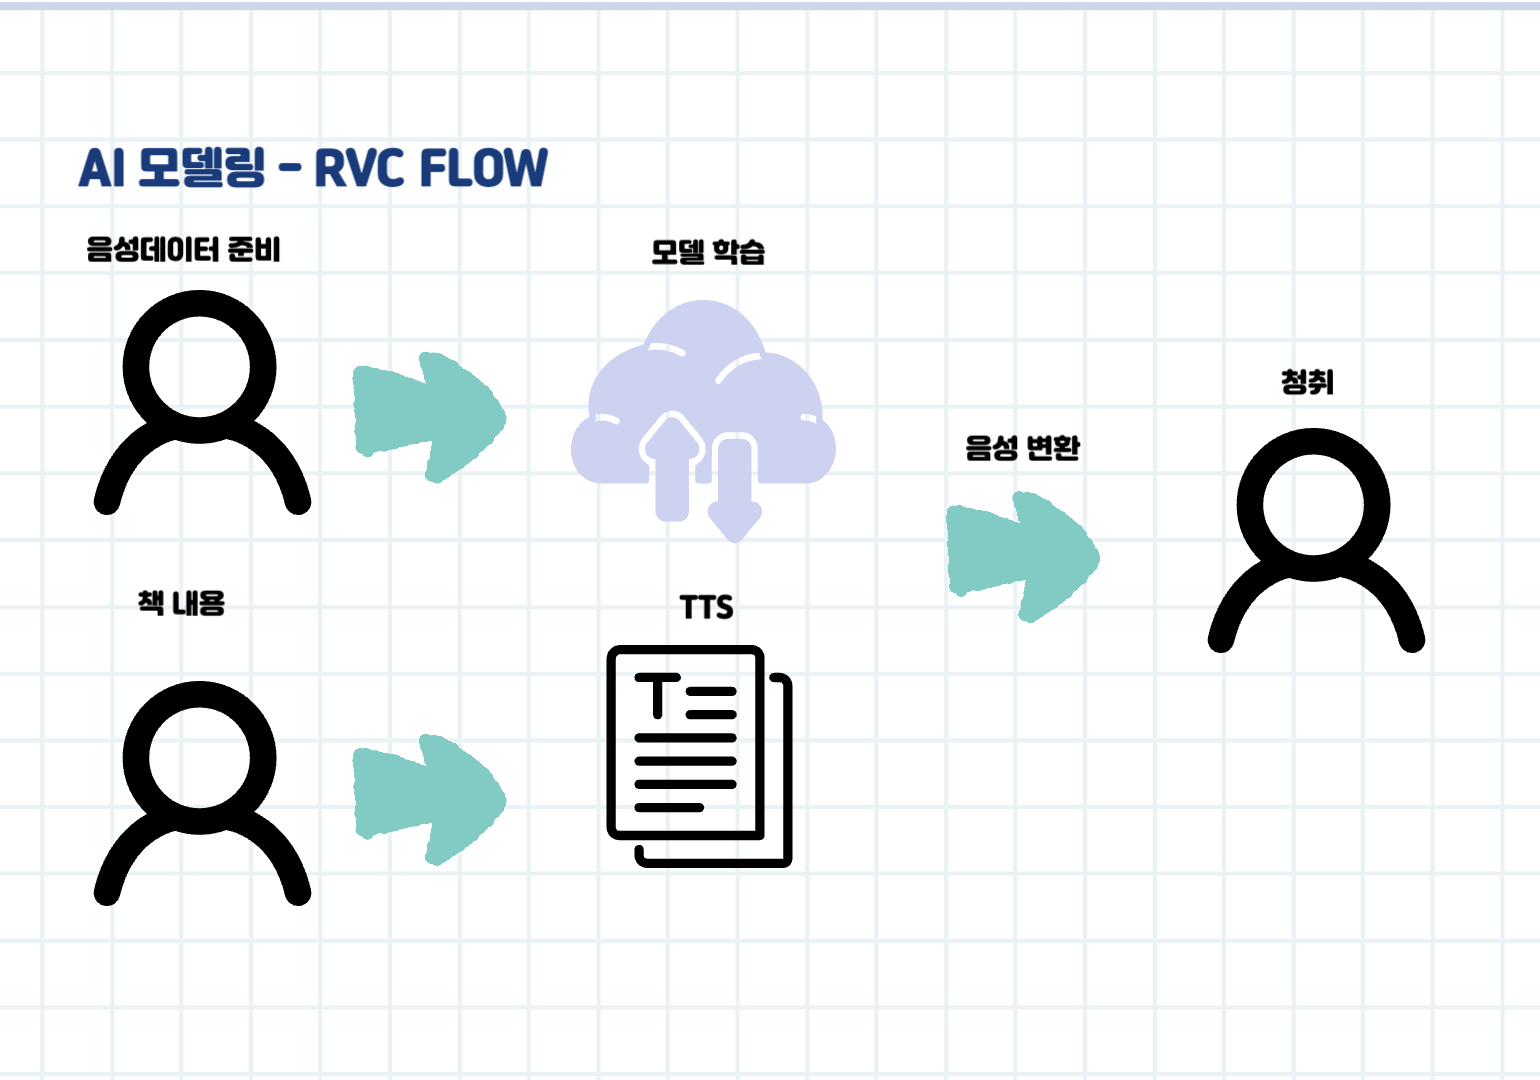 AI 모델링 - RVC FLOW
음성데이터 준비
모델 학습
청취
음성 변환
책 내용
TTS